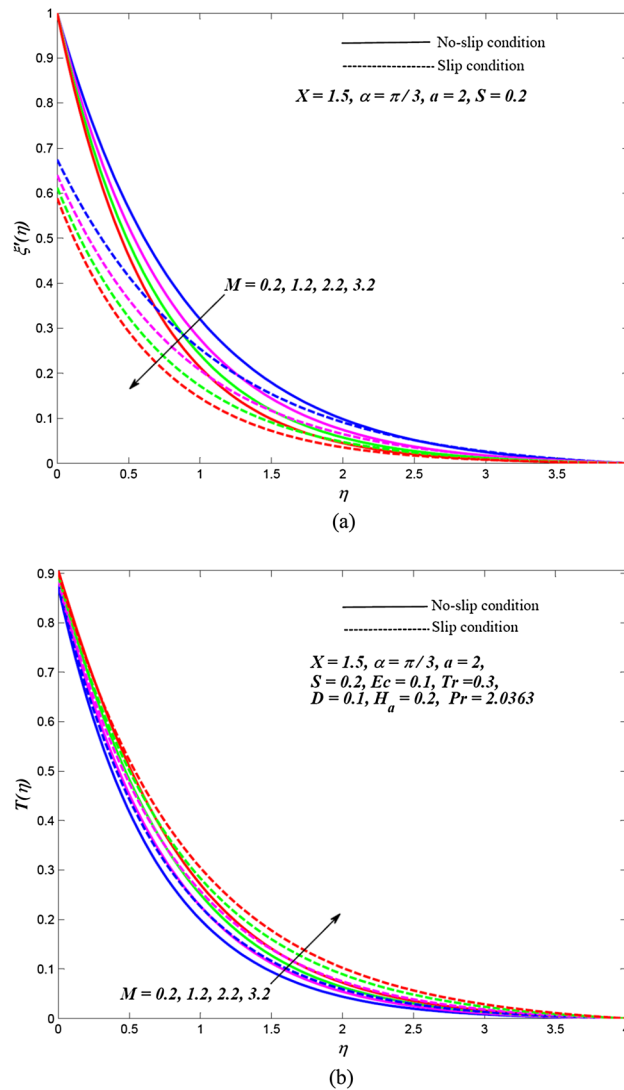 1
0.9
0.8
0.7
0.6
0.5
0.4
0.3
0.2
0.1
0
ξ'(η)
No-slip condition
Slip condition
X = 1.5, α = π / 3, a = 2, S = 0.2
M = 0.2, 1.2, 2.2, 3.2
0 0.5 1 1.5 2 2.5 3 3.5
η
(a)
0.9
0.8
0.7
0.6
0.5
0.4
0.3
0.2
0.1
0
T(η)
No-slip condition
Slip condition
X = 1.5, α = π / 3, a = 2,
S = 0.2, Ec = 0.1, Tr =0.3,
D = 0.1, Ha = 0.2, Pr = 2.0363
M = 0.2, 1.2, 2.2, 3.2
0 0.5 1 1.5 2 2.5 3 3.5 4
η
(b)